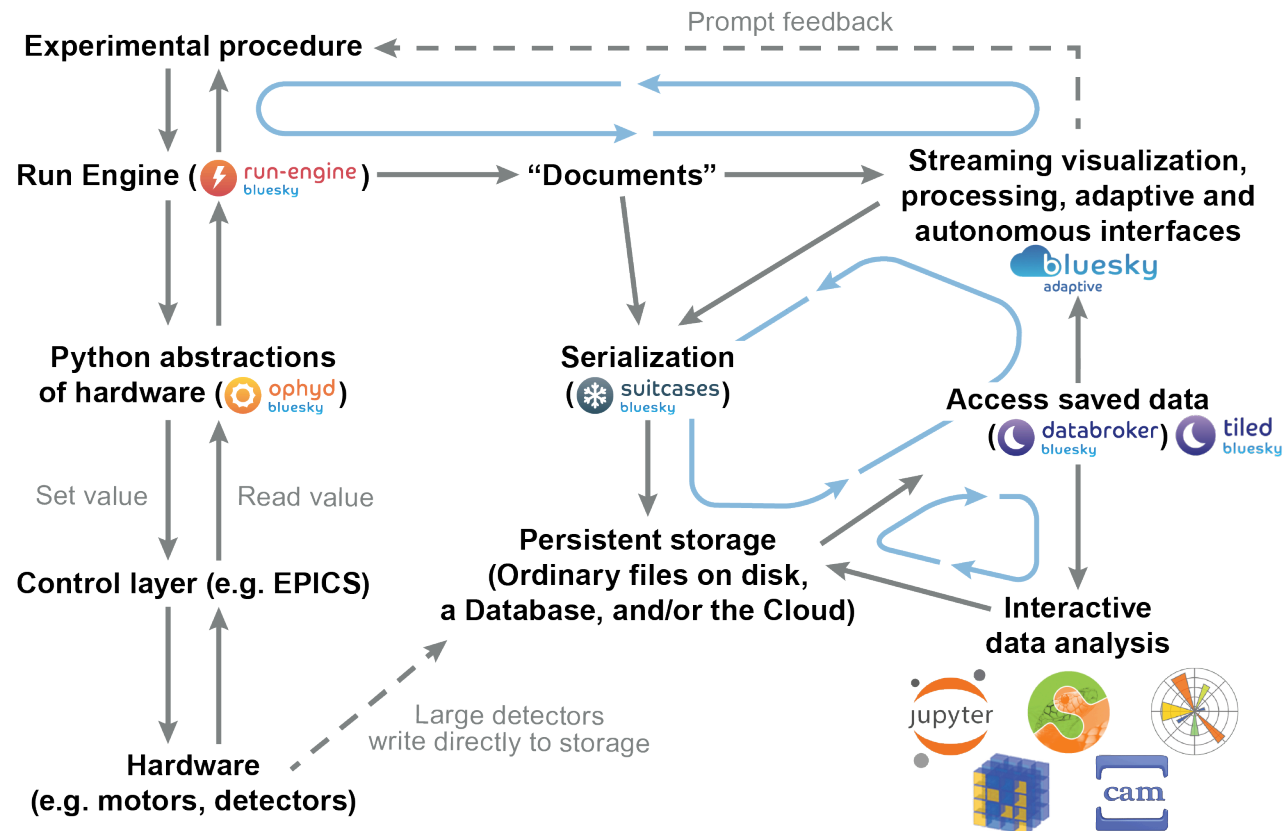 Prompt feedback
Experimental procedure
Run Engine (run-engine bluesky)
“Documents”
Streaming visualization,
processing, adaptive and
autonomous interfaces
bluesky
adaptive
Python abstractions
of hardware (ophyd bluesky)
Serialization
(suitcases bluesky)
Access saved data
(databroker bluesky) tiled bluesky
Set value
Read value
Persistent storage
(Ordinary files on disk,
a Database, and/or the Cloud)
Control layer (e.g. EPICS)
Interactive
data analysis
Large detectors
write directly to storage
Hardware
(e.g. motors, detectors)
jupyter
cam